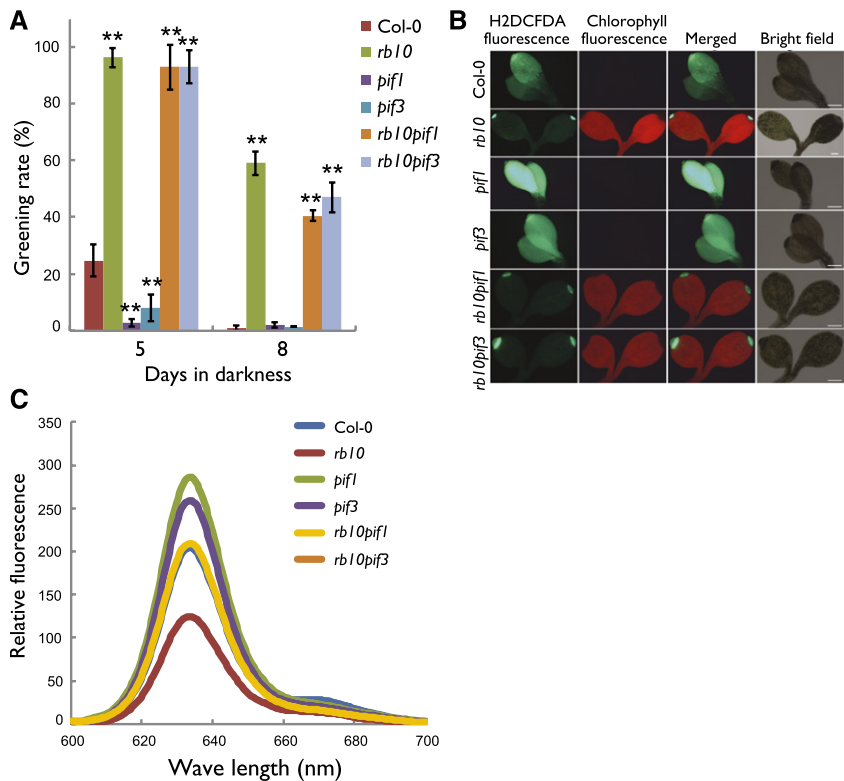 A
Greening rate (%)
100
80
60
40
20
0
**
**
**
**
**
**
**
**
5
8
Days in darkness
Col-0
rb10
pif1
pif3
rb10pif1
rb10pif3
B
H2DCFDA fluorescence
Chlorophyll fluorescence
Merged
Bright field
Col-0
rb10
pif1
pif3
rb10pif1
rb10pif3
C
Relative fluorescence
350
300
250
200
150
100
50
0
600
620
640
660
680
700
Wave length (nm)
Col-0
rb10
pif1
pif3
rb10pif1
rb10pif3